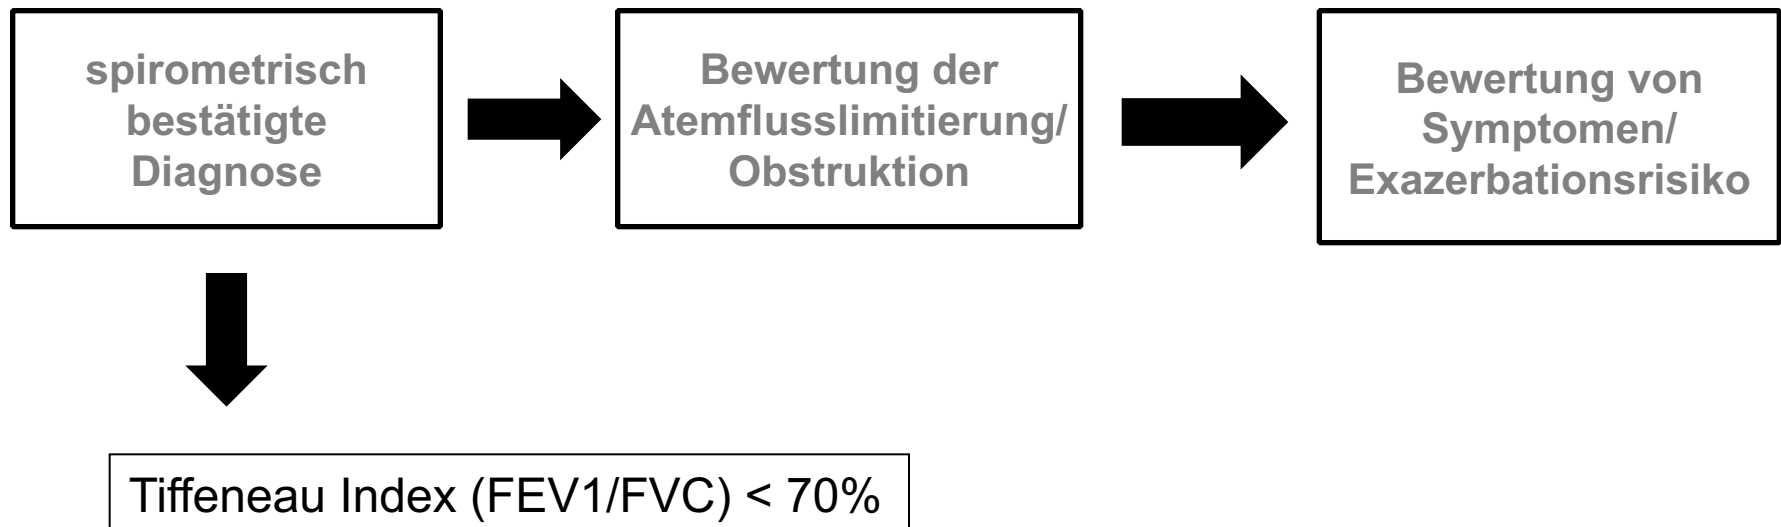 spirometrisch
bestätigte
Diagnose
Bewertung der
Atemflusslimitierung/
Obstruktion
Bewertung von
Symptomen/
Exazerbationsrisiko
Tiffeneau Index (FEV1/FVC) < 70%